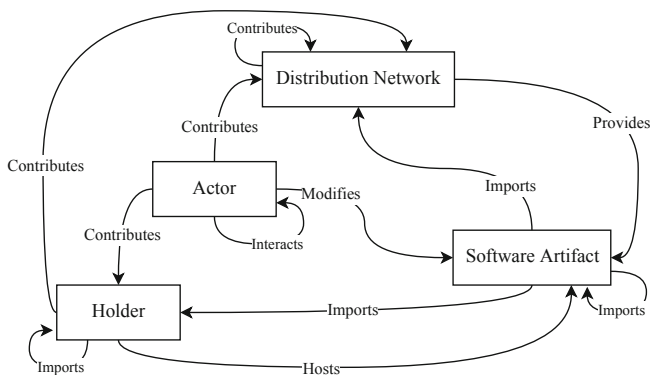 Contributes
Distribution Network
Provides
Contributes
Contributes
Actor
Imports
Modifies
Contributes
Interacts
Software Artifact
Holder
Imports
Imports
Imports
Hosts